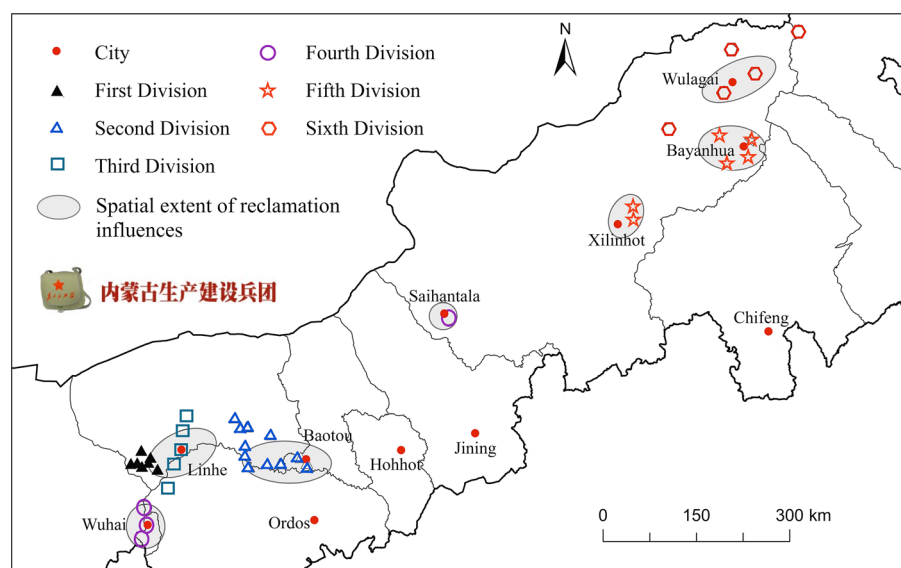 City
First Division
Second Division
Third Division
Fourth Division
Fifth Division
Sixth Division
Spatial extent of reclamation
influences
内蒙古生产建设兵团
N
Wulagai
Bayanhua
Xilinhot
Saihantala
Chifeng
Baotou
Linhe
Hohhot
Jining
Wuhai
Ordos
0 150 300 km